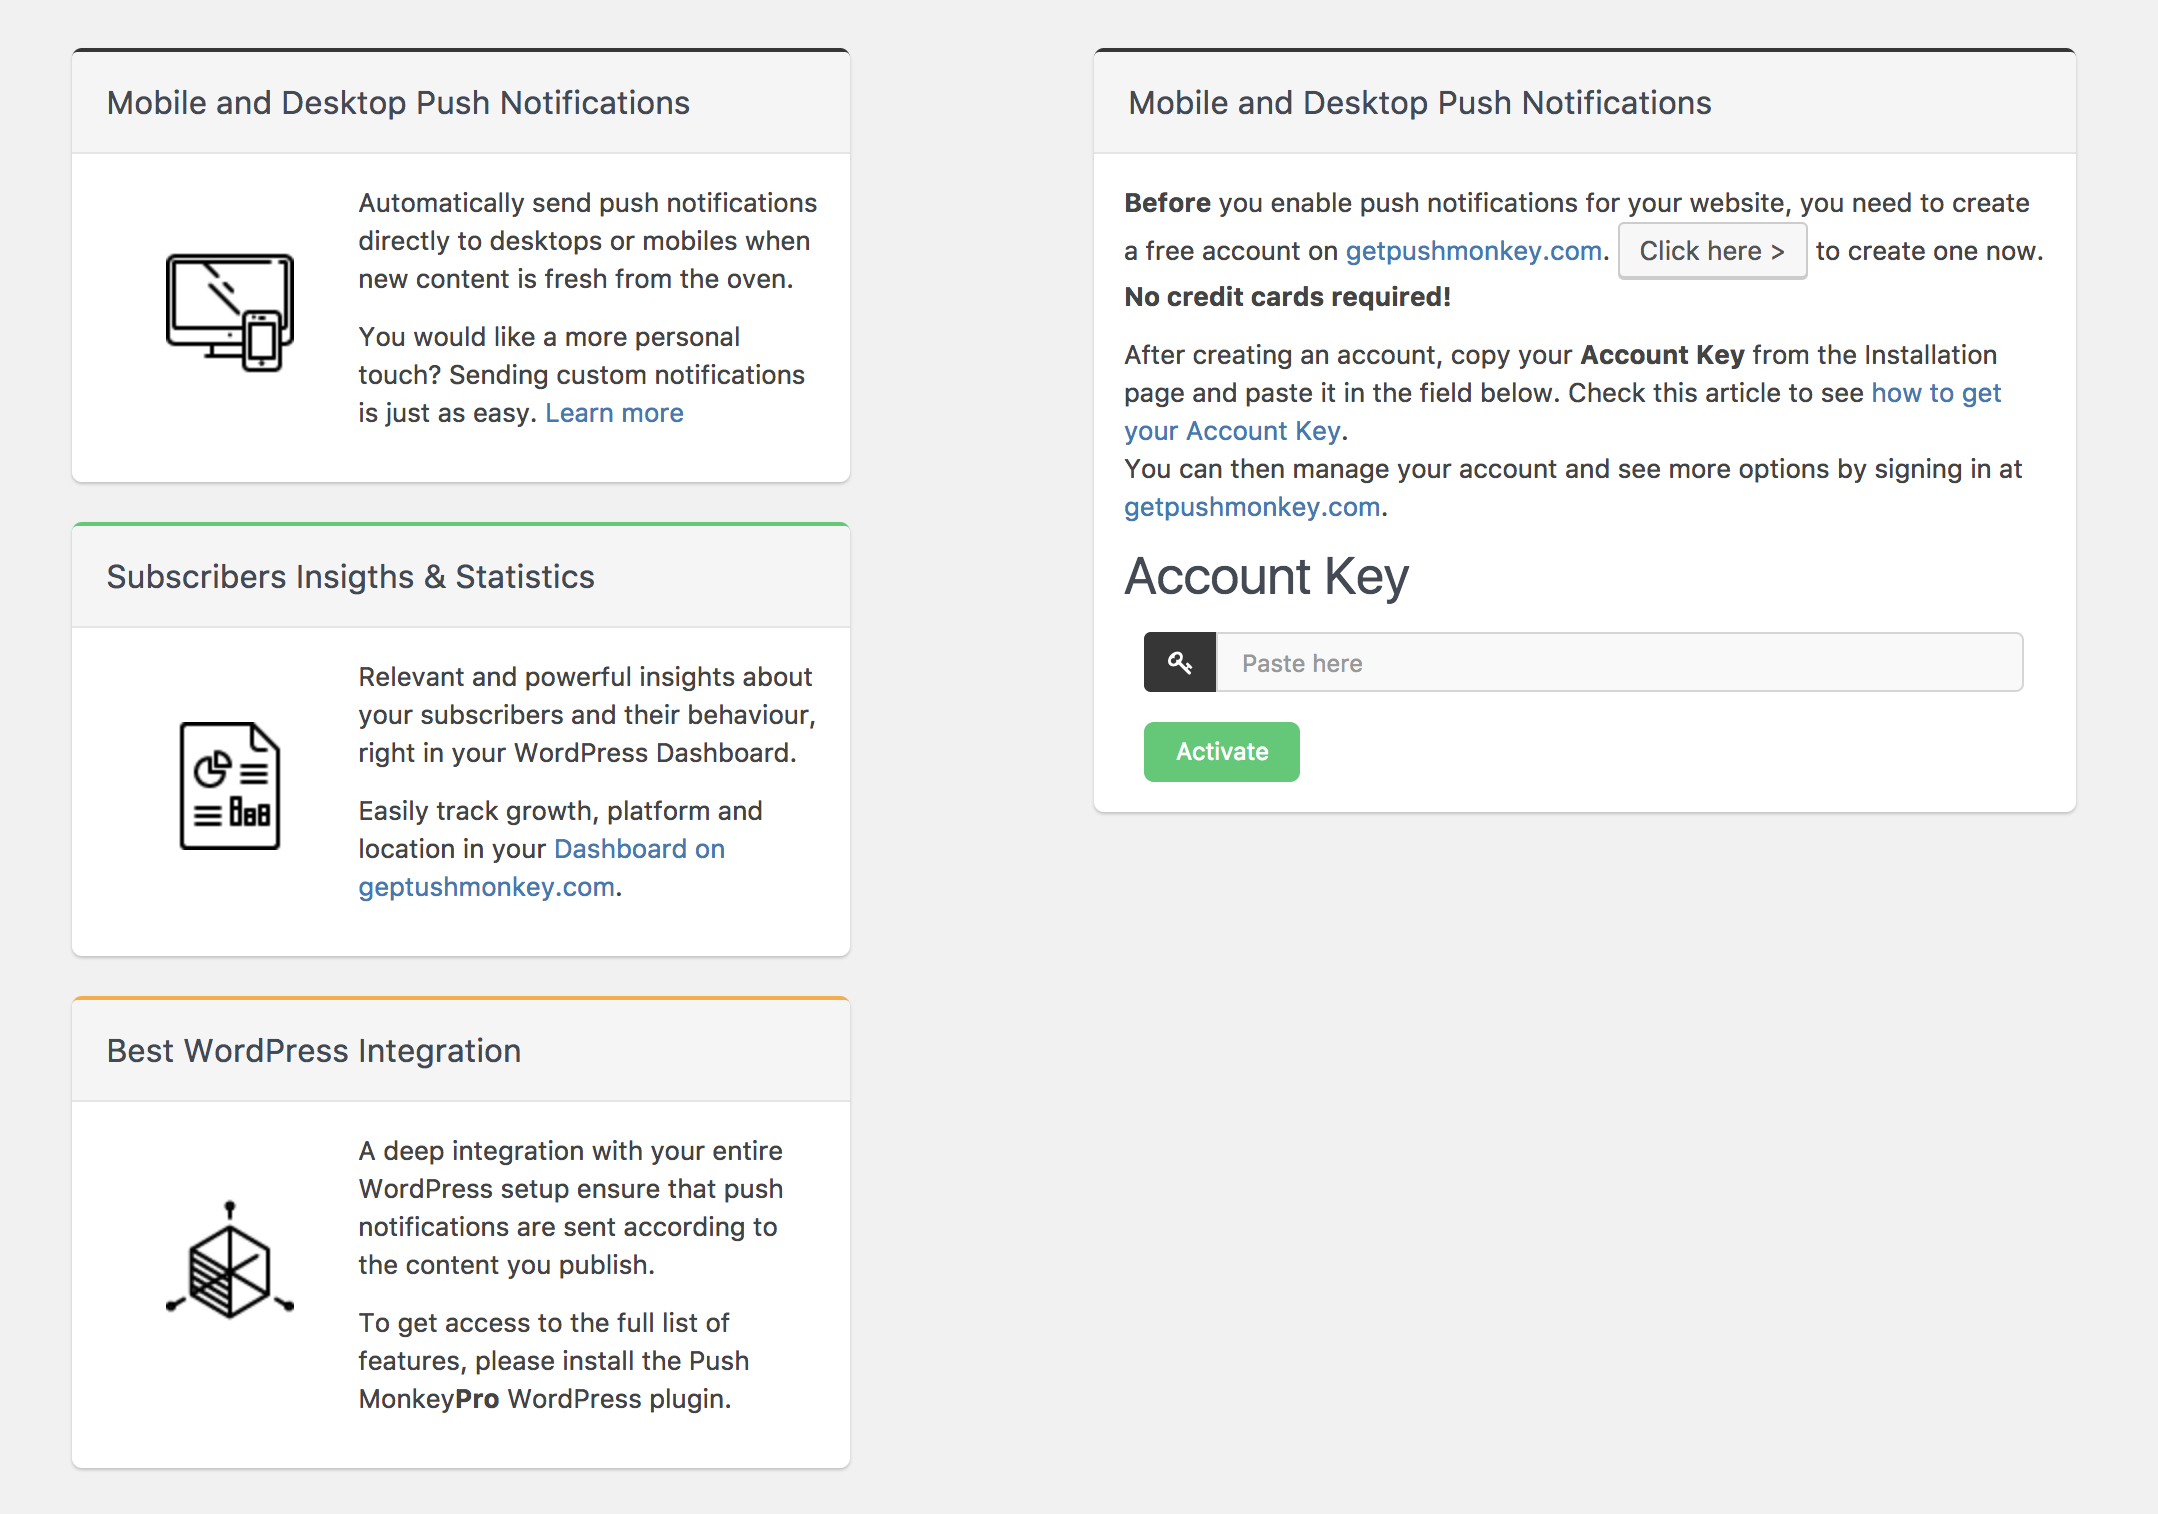 Mobile and Desktop Push Notifications
Automatically send push notifications
directly to desktops or mobiles when
new content is fresh from the oven.
You would like a more personal
touch? Sending custom notifications
is just as easy. Learn more
Subscribers Insigths & Statistics
Relevant and powerful insights about
your subscribers and their behaviour,
right in your WordPress Dashboard.
Easily track growth, platform and
location in your Dashboard on
geptushmonkey.com.
Best WordPress Integration
A deep integration with your entire
WordPress setup ensure that push
notifications are sent according to
the content you publish.
To get access to the full list of
features, please install the Push
MonkeyPro WordPress plugin.
Mobile and Desktop Push Notifications
Before you enable push notifications for your website, you need to create
a free account on getpushmonkey.com. Click here > to create one now.
No credit cards required!
After creating an account, copy your Account Key from the Installation
page and paste it in the field below. Check this article to see how to get
your Account Key.
You can then manage your account and see more options by signing in at
getpushmonkey.com.
Account Key
Paste here
Activate